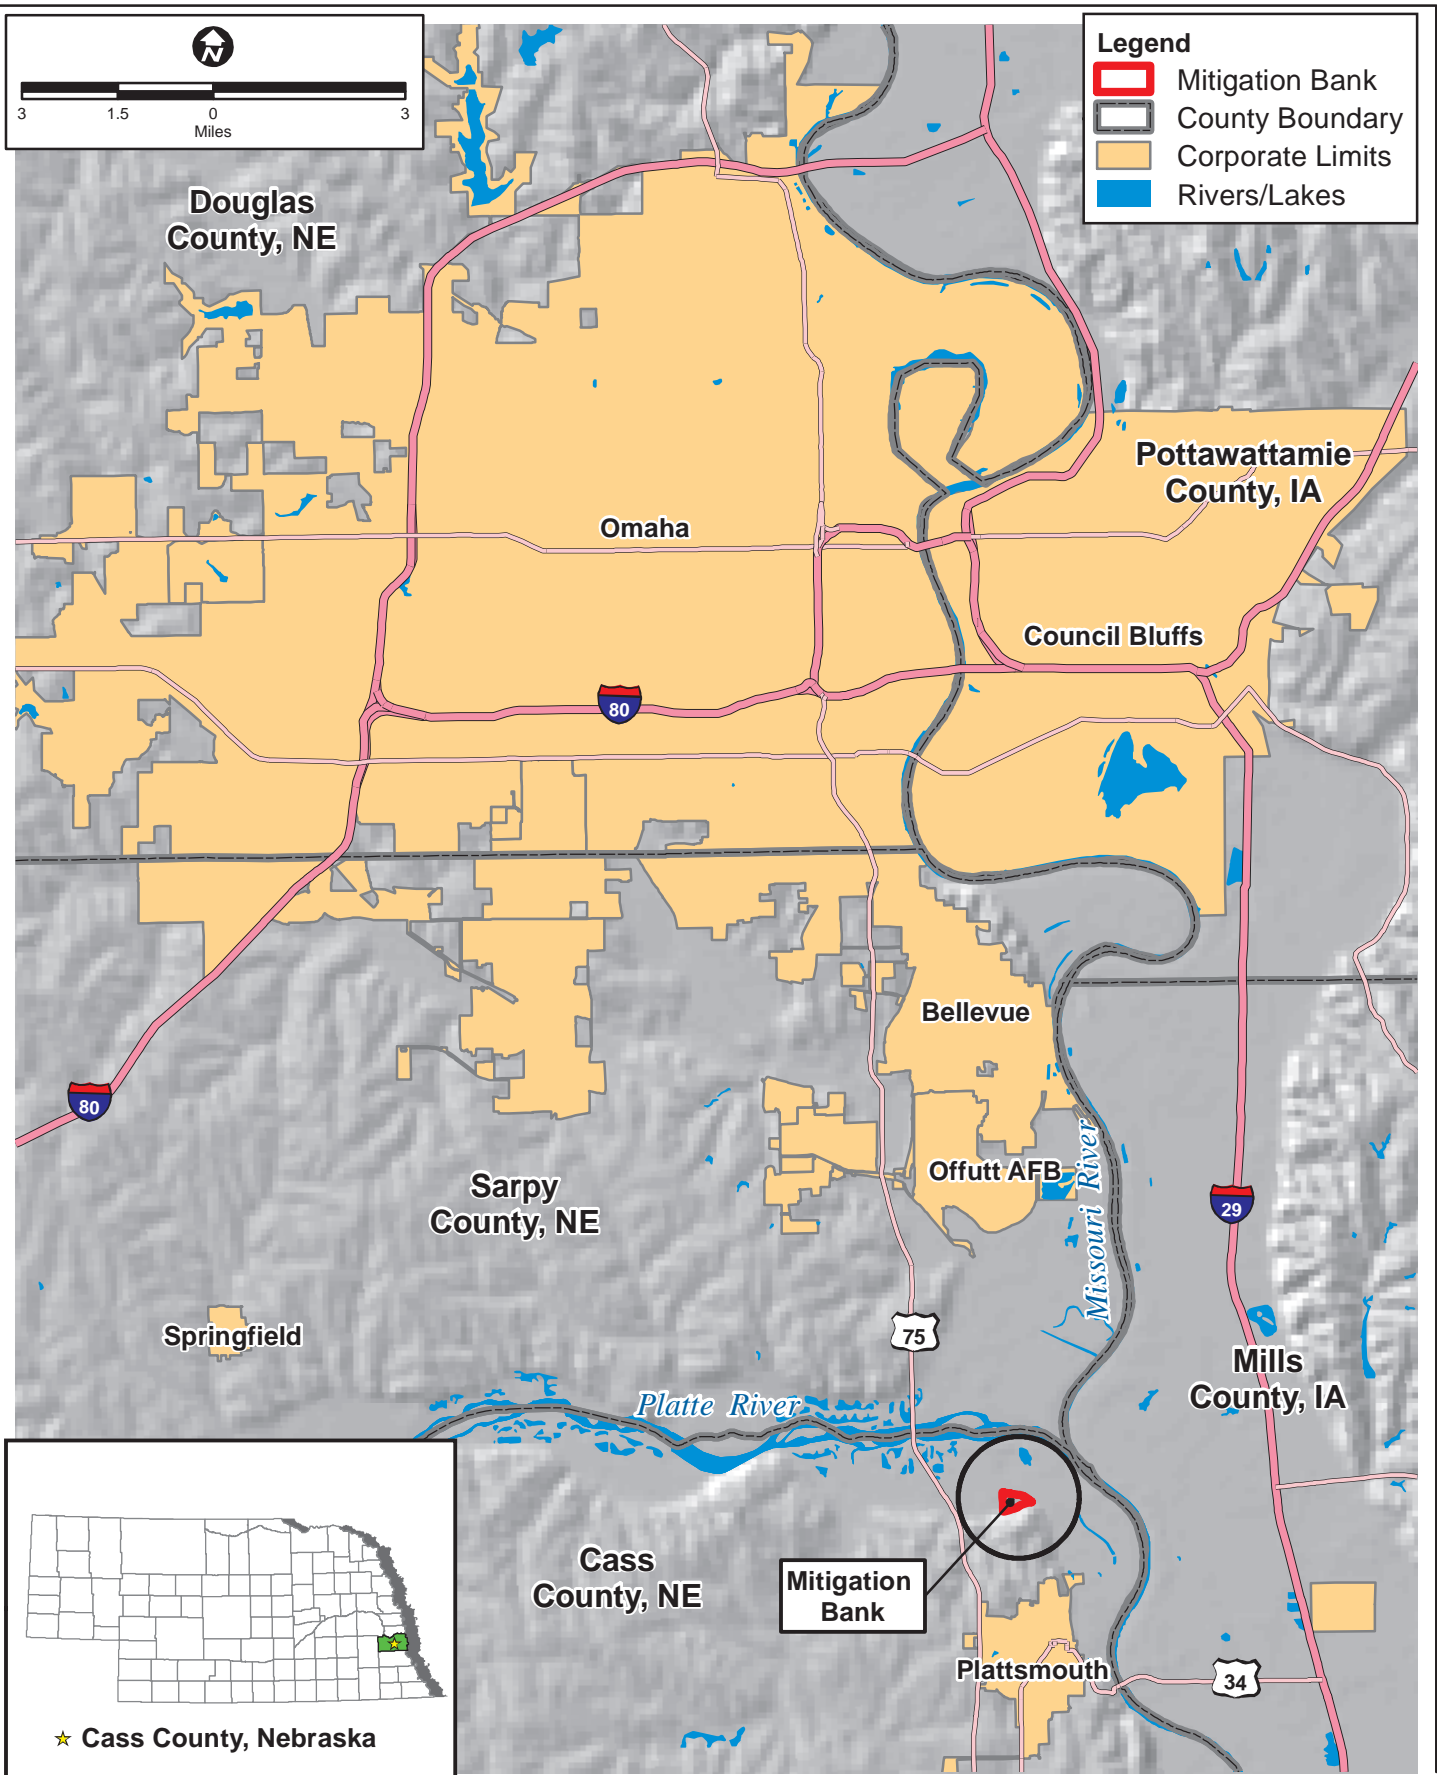 N
3 1.5 0 3
Miles
Legend
Mitigation Bank
County Boundary
Corporate Limits
Rivers/Lakes
Douglas
County, NE
Pottawattamie
County, IA
Omaha
Council Bluffs
80
Bellevue
80
Offutt AFB
Missouri River
Sarpy
County, NE
29
Springfield
75
Mills
County, IA
Platte River
Cass
County, NE
Mitigation
Bank
Plattsmouth
34
Cass County, Nebraska